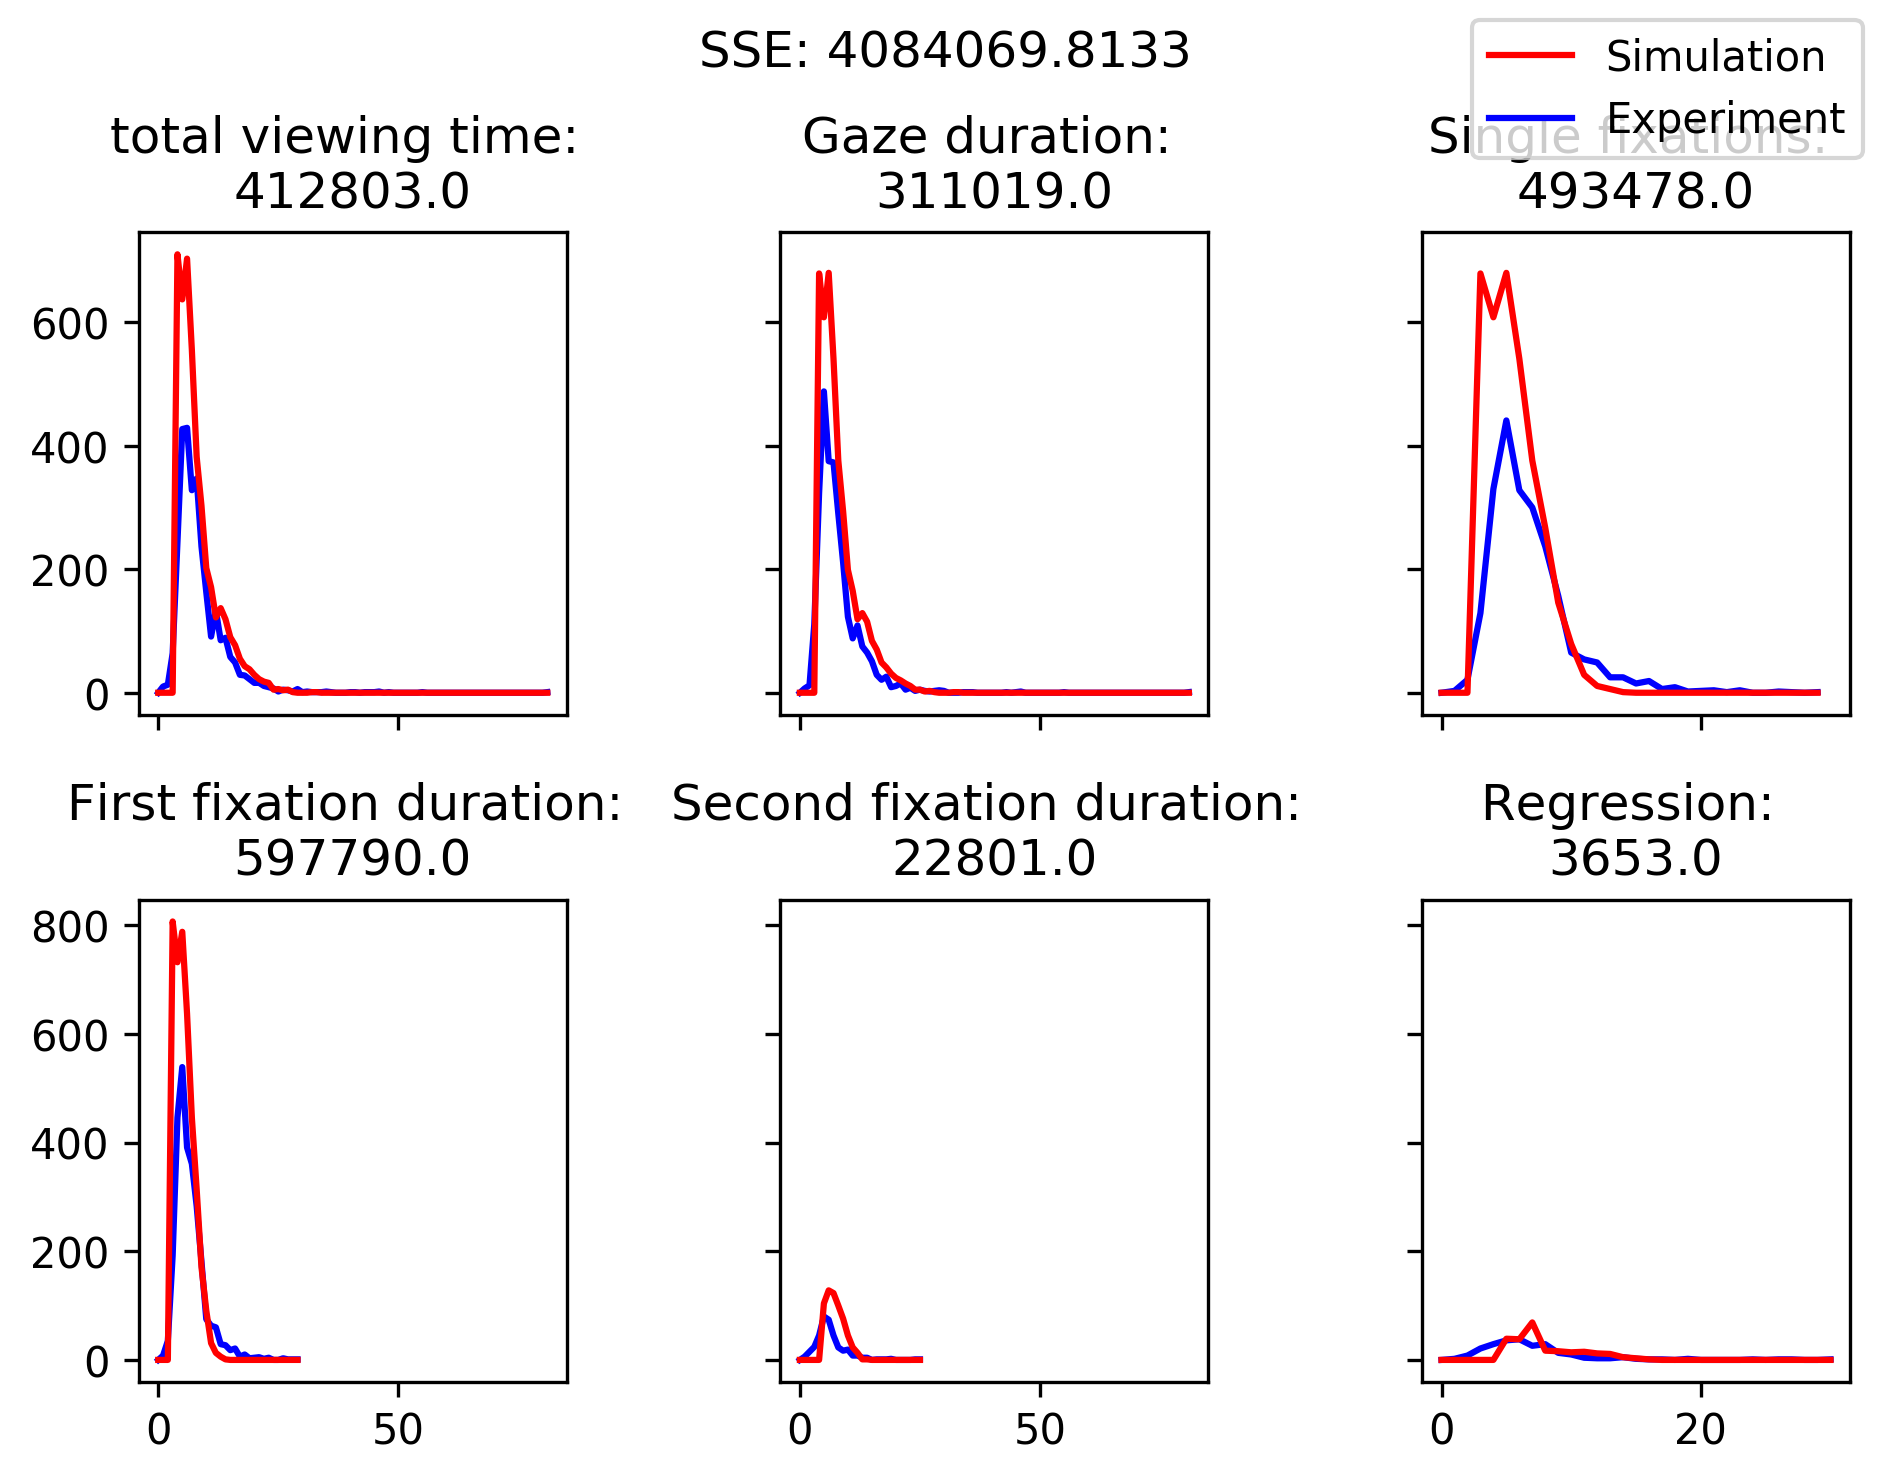 SSE: 4084069.8133
Simulation
Experiment
total viewing time:
412803.0
Gaze duration:
311019.0
Single fixations:
493478.0
600
400
200
0
First fixation duration:
597790.0
Second fixation duration:
22801.0
Regression:
3653.0
800
600
400
200
0
0 50
0 50
0 20